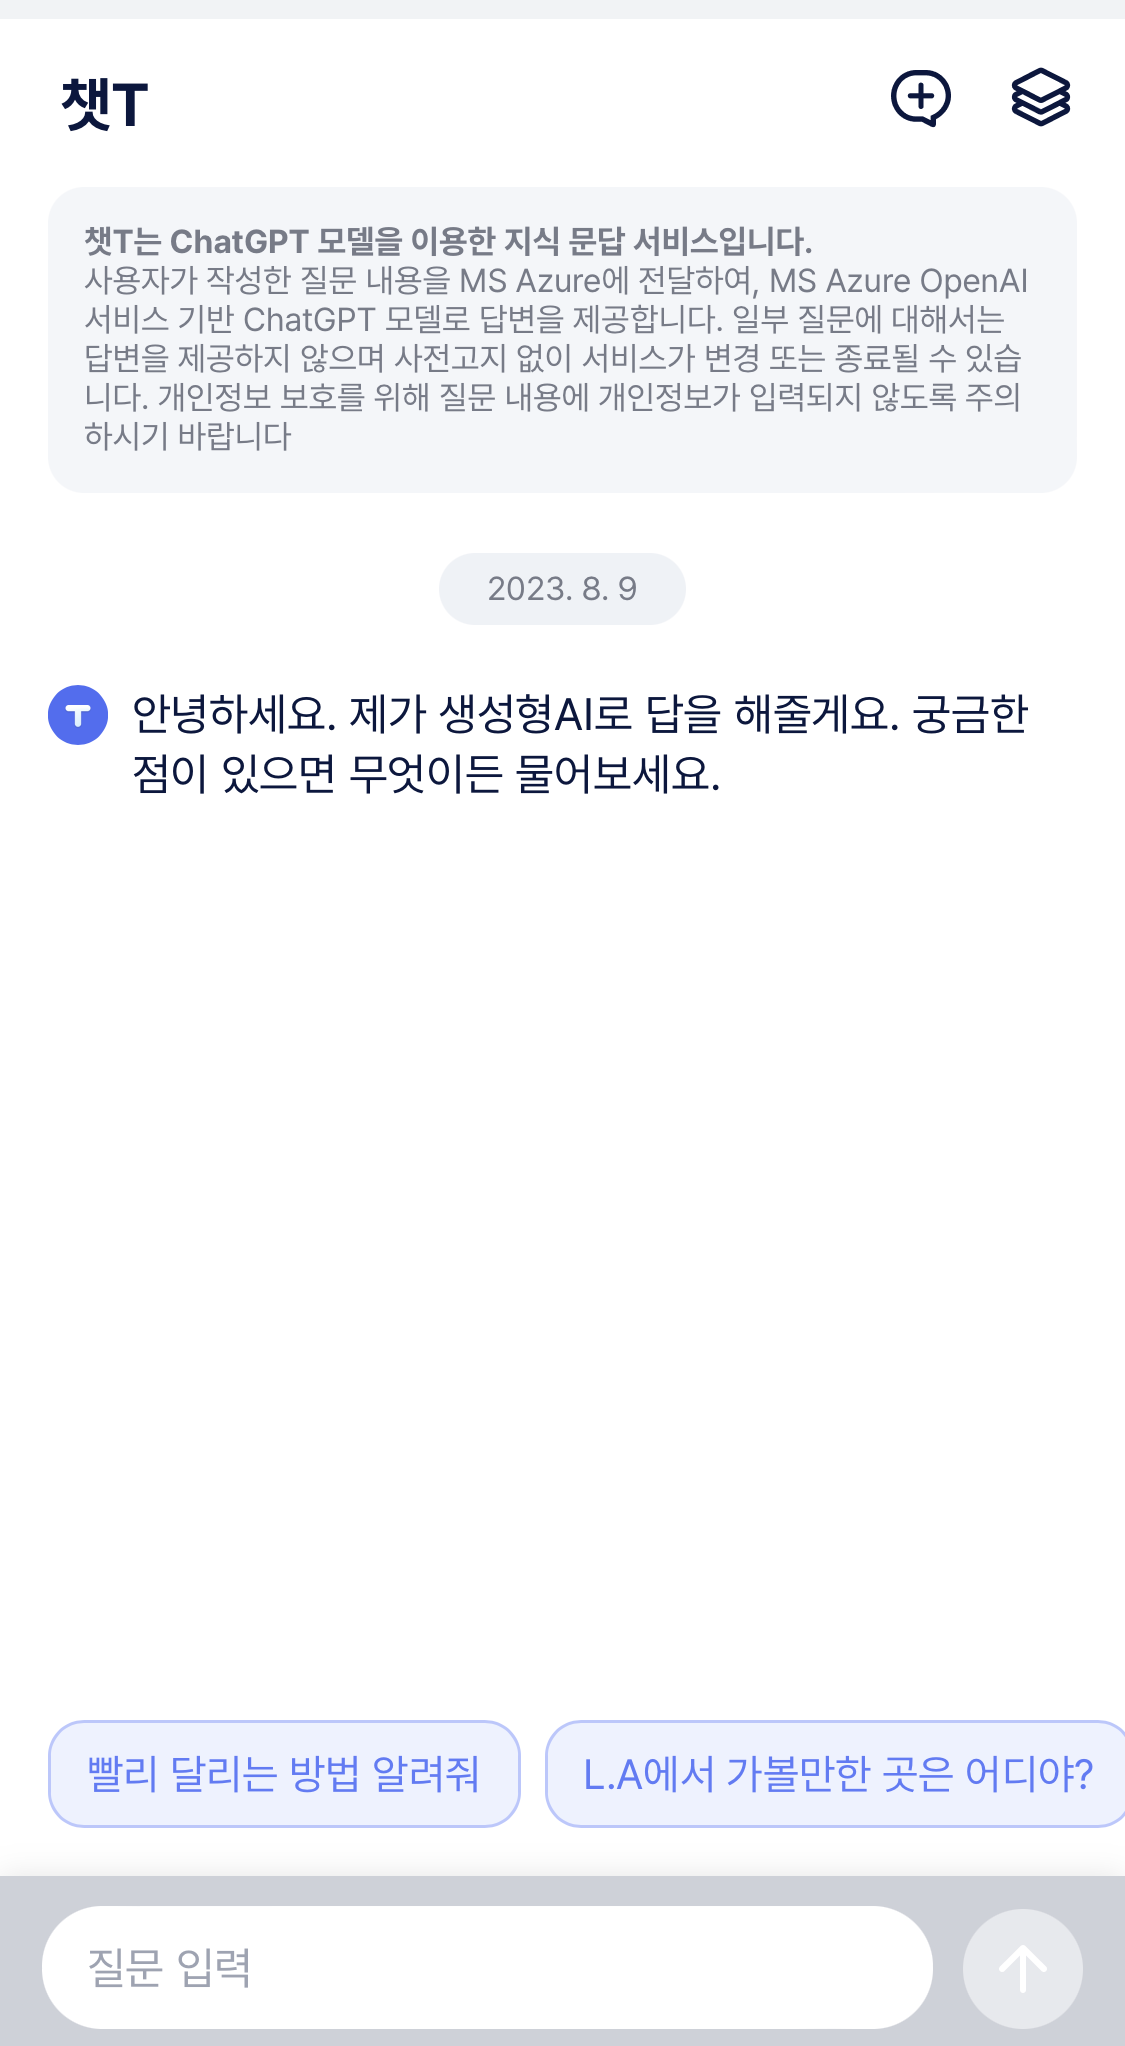 챗T
챗T는 ChatGPT 모델을 이용한 지식 문답 서비스입니다.
사용자가 작성한 질문 내용을 MS Azure에 전달하여, MS Azure OpenAI
서비스 기반 ChatGPT 모델로 답변을 제공합니다. 일부 질문에 대해서는
답변을 제공하지 않으며 사전고지 없이 서비스가 변경 또는 종료될 수 있습
니다. 개인정보 보호를 위해 질문 내용에 개인정보가 입력되지 않도록 주의
하시기 바랍니다
2023. 8. 9
T
안녕하세요. 제가 생성형AI로 답을 해줄게요. 궁금한
점이 있으면 무엇이든 물어보세요.
빨리 달리는 방법 알려줘
L.A에서 가볼만한 곳은 어디야?
질문 입력